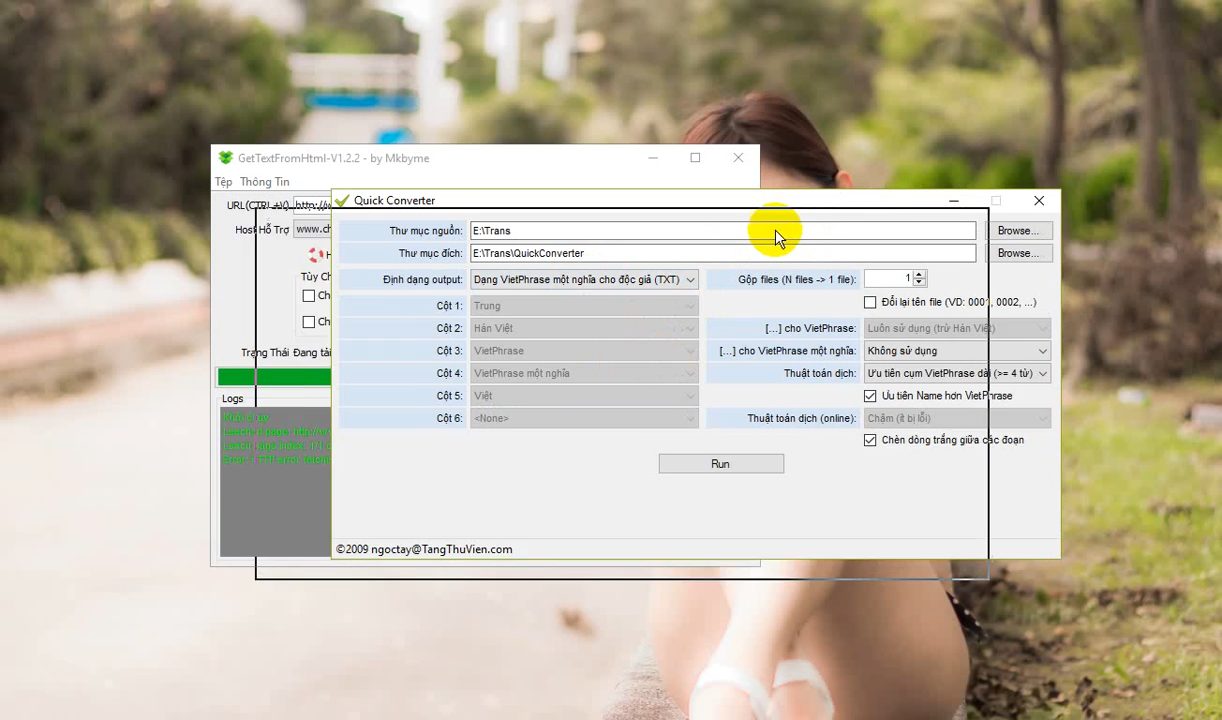 GetTextFromHtml-V1.2.2 - by Mkbyme
Tệp Thông Tin
URL(CTRL+V)
Host Hỗ Trợ
Tùy Ch
Trạng Thái Đang tải
Logs
Quick Converter
Thư mục nguồn: E:\Trans Browse...
Thư mục đích: E:\Trans\QuickConverter Browse...
Định dạng output: Dạng VietPhrase một nghĩa cho độc giả (TXT) Gộp files (N files -> 1 file): 1
Cột 1: Trung Đổi lại tên file (VD: 0001, 0002, ...)
Cột 2: Hán Việt [...] cho VietPhrase: Luôn sử dụng (trừ Hán Việt)
Cột 3: VietPhrase [...] cho VietPhrase một nghĩa: Không sử dụng
Cột 4: VietPhrase một nghĩa Thuật toán dịch: Ưu tiên cụm VietPhrase dài (>= 4 từ)
Cột 5: Việt Ưu tiên Name hơn VietPhrase
Cột 6: <None> Thuật toán dịch (online): Chậm (ít bị lỗi)
Chèn dòng trắng giữa các đoạn
Run
©2009 ngoctay@TangThuVien.com